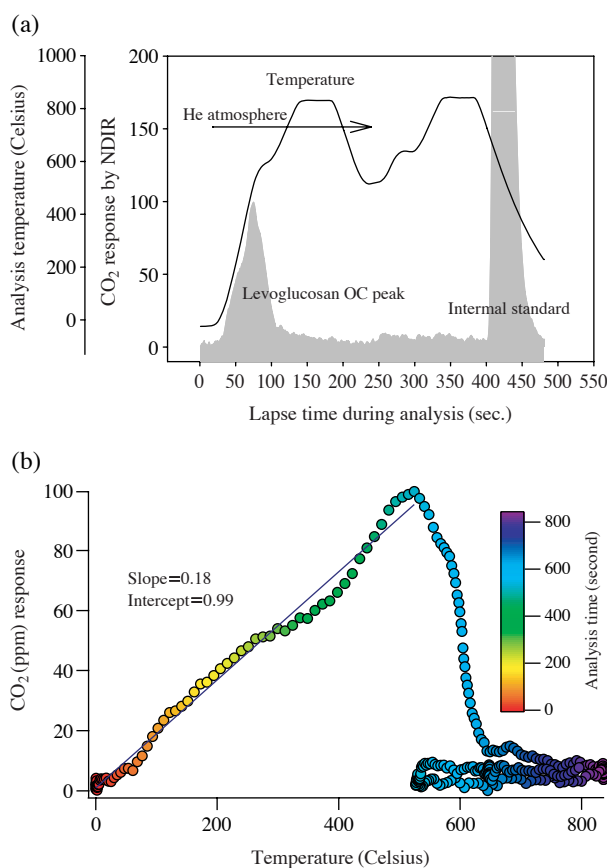 (a)
1000
800
600
400
200
0
Analysis temperature (Celsius)
200
150
100
50
0
CO2 response by NDIR
Temperature
He atmosphere
Levoglucosan OC peak
Internal standard
0 50 100 150 200 250 300 350 400 450 500 550
Lapse time during analysis (sec.)
(b)
100
80
60
40
20
0
CO2 (ppm) response
Slope=0.18
Intercept=0.99
800
600
400
200
0
Analysis time (second)
0 200 400 600 800
Temperature (Celsius)